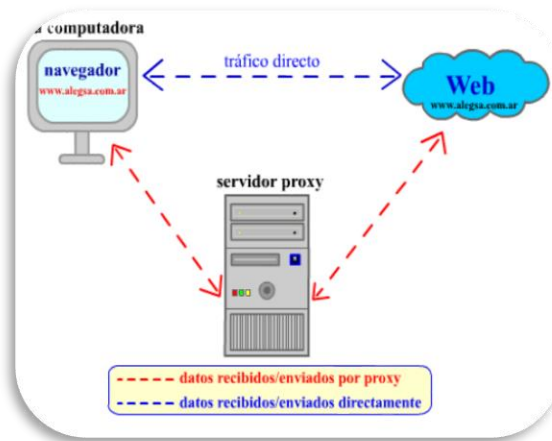 computadora
navegador
www.alegsa.com.ar
tráfico directo
Web
www.alegsa.com.ar
servidor proxy
datos recibidos/enviados por proxy
datos recibidos/enviados directamente